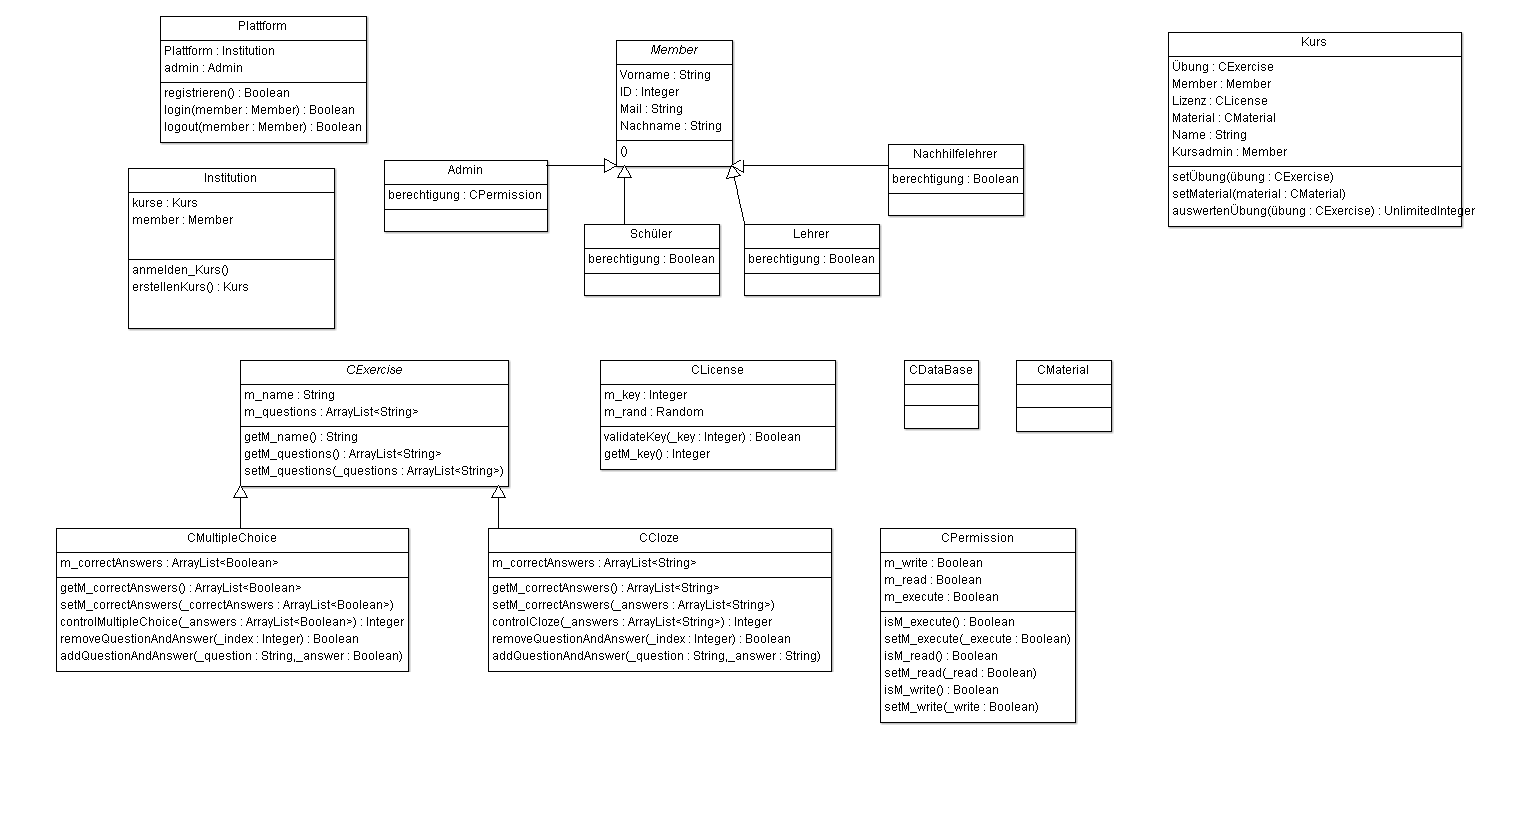 Plattform
Plattform : Institution
admin : Admin
registrieren() : Boolean
login(member : Member) : Boolean
logout(member : Member) : Boolean
Member
Vorname : String
ID : Integer
Mail : String
Nachname : String
()
Kurs
Übung : CExercise
Member : Member
Lizenz : CLicense
Material : CMaterial
Name : String
Kursadmin : Member
setÜbung(übung : CExercise)
setMaterial(material : CMaterial)
auswertenÜbung(übung : CExercise) : UnlimitedInteger
Institution
kurse : Kurs
member : Member
anmelden_Kurs()
erstellenKurs() : Kurs
Admin
berechtigung : CPermission
Nachhilfelehrer
berechtigung : Boolean
Schüler
berechtigung : Boolean
Lehrer
berechtigung : Boolean
CExercise
m_name : String
m_questions : ArrayList<String>
getM_name() : String
getM_questions() : ArrayList<String>
setM_questions(_questions : ArrayList<String>)
CLicense
m_key : Integer
m_rand : Random
validateKey(_key : Integer) : Boolean
getM_key() : Integer
CDataBase
CMaterial
CMultipleChoice
m_correctAnswers : ArrayList<Boolean>
getM_correctAnswers() : ArrayList<Boolean>
setM_correctAnswers(_correctAnswers : ArrayList<Boolean>)
controlMultipleChoice(_answers : ArrayList<Boolean>) : Integer
removeQuestionAndAnswer(_index : Integer) : Boolean
addQuestionAndAnswer(_question : String,_answer : Boolean)
CCloze
m_correctAnswers : ArrayList<String>
getM_correctAnswers() : ArrayList<String>
setM_correctAnswers(_answers : ArrayList<String>)
controlCloze(_answers : ArrayList<String>) : Integer
removeQuestionAndAnswer(_index : Integer) : Boolean
addQuestionAndAnswer(_question : String,_answer : String)
CPermission
m_write : Boolean
m_read : Boolean
m_execute : Boolean
isM_execute() : Boolean
setM_execute(_execute : Boolean)
isM_read() : Boolean
setM_read(_read : Boolean)
isM_write() : Boolean
setM_write(_write : Boolean)